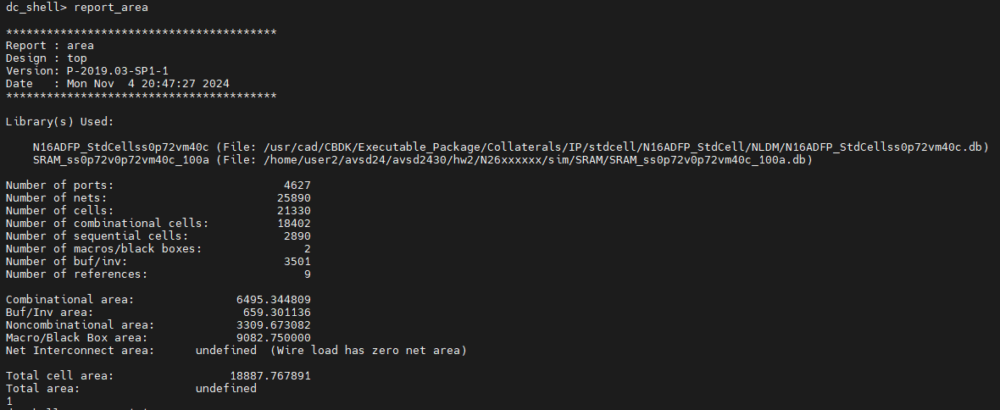 dc_shell> report_area
****************************************
Report : area
Design : top
Version: P-2019.03-SP1-1
Date   : Mon Nov  4 20:47:27 2024
****************************************
Library(s) Used:
    N16ADFP_StdCellss0p72vm40c (File: /usr/cad/CBDK/Executable_Package/Collaterals/IP/stdcell/N16ADFP_StdCell/NLDM/N16ADFP_StdCellss0p72vm40c.db)
    SRAM_ss0p72v0p72vm40c_100a (File: /home/user2/avsd24/avsd2430/hw2/N26xxxxxx/sim/SRAM/SRAM_ss0p72v0p72vm40c_100a.db)
Number of ports:                         4627
Number of nets:                         25890
Number of cells:                        21330
Number of combinational cells:          18402
Number of sequential cells:              2890
Number of macros/black boxes:               2
Number of buf/inv:                       3501
Number of references:                       9
Combinational area:               6495.344809
Buf/Inv area:                      659.301136
Noncombinational area:            3309.673082
Macro/Black Box area:             9082.750000
Net Interconnect area:      undefined  (Wire load has zero net area)
Total cell area:                 18887.767891
Total area:                 undefined
1